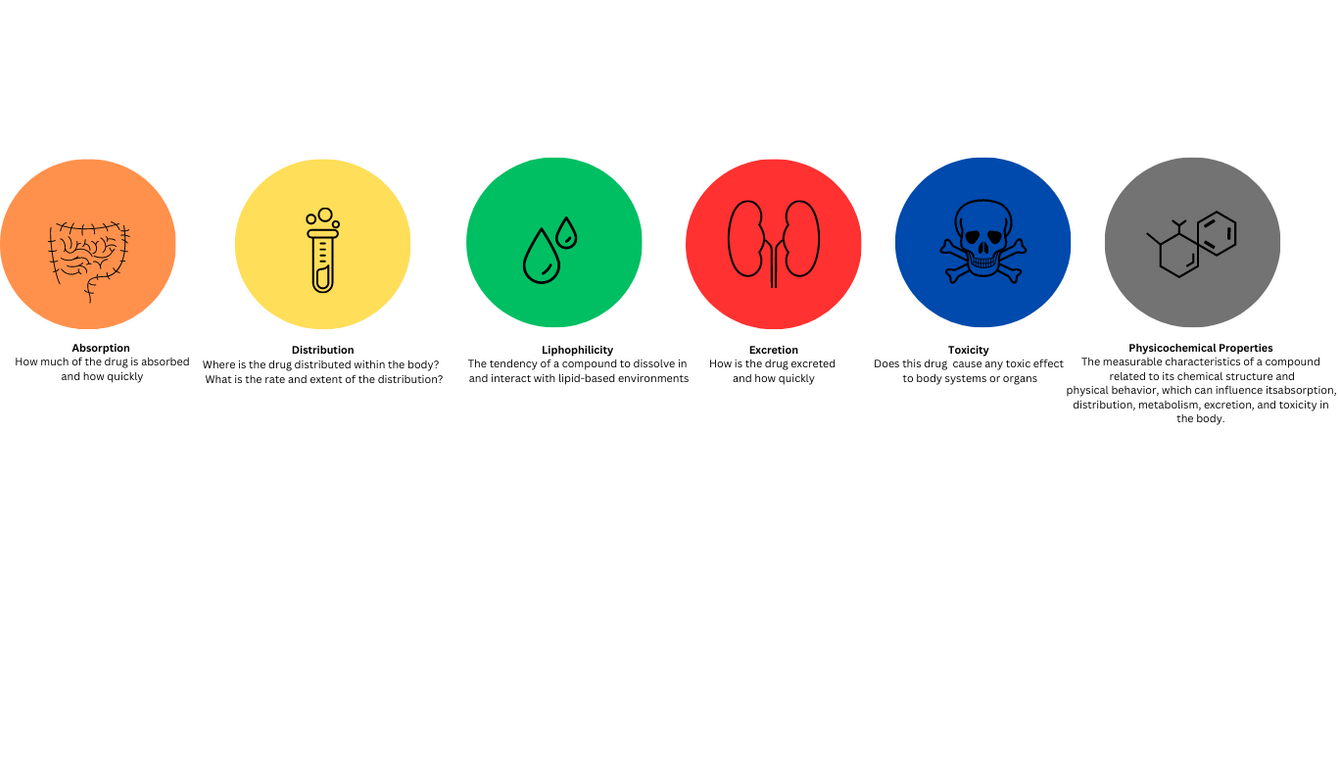 Absorption
How much of the drug is absorbed
and how quickly
Distribution
Where is the drug distributed within the body?
What is the rate and extent of the distribution?
Liphophilicity
The tendency of a compound to dissolve in
and interact with lipid-based environments
Excretion
How is the drug excreted
and how quickly
Toxicity
Does this drug  cause any toxic effect
to body systems or organs
Physicochemical Properties
The measurable characteristics of a compound
related to its chemical structure and
physical behavior, which can influence itsabsorption,
distribution, metabolism, excretion, and toxicity in
the body.